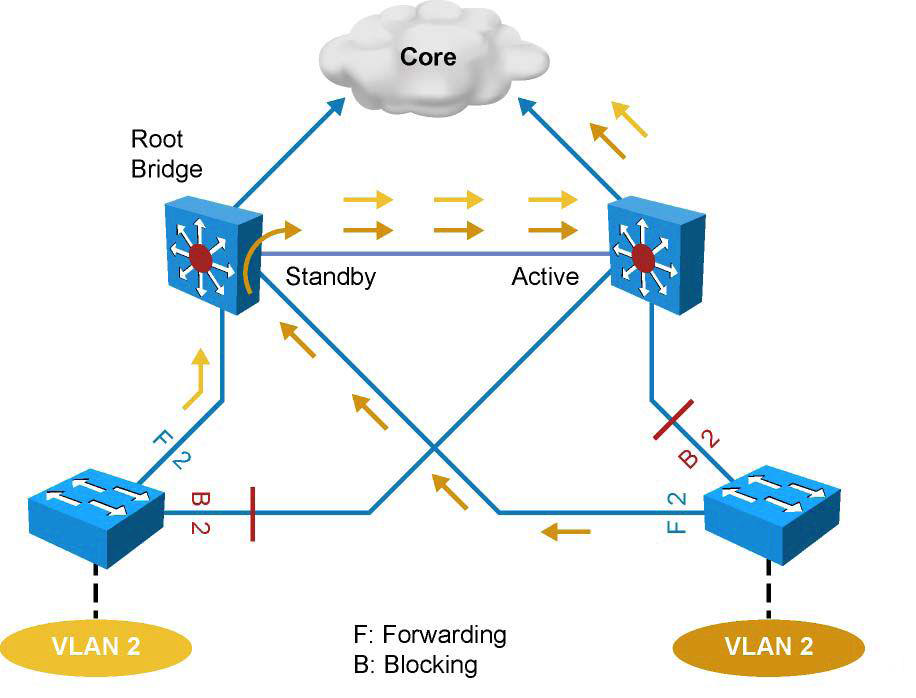 Core
Root
Bridge
Standby
Active
F 2
B 2
B 2
F 2
VLAN 2
F: Forwarding
B: Blocking
VLAN 2